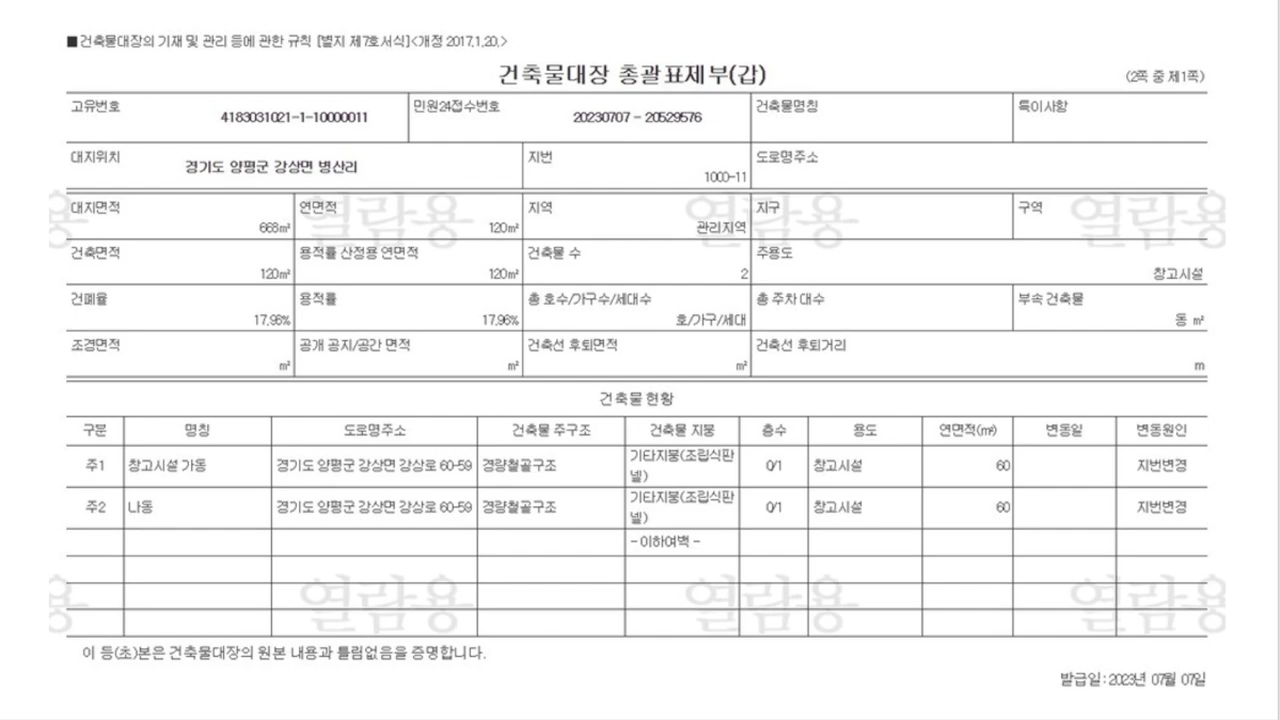 ■건축물대장의 기재 및 관리 등에 관한 규칙 [별지 제7호서식]<개정 2017.1.20.>
건축물대장 총괄표제부(갑)
(2쪽 중 제1쪽)
고유번호 4183031021-1-10000011 민원24접수번호 20230707 - 20529576 건축물명칭 특이사항
대지위치 경기도 양평군 강상면 병산리 지번 1000-11 도로명주소
대지면적 668㎡ 연면적 120㎡ 지역 관리지역 지구 구역
건축면적 120㎡ 용적률 산정용 연면적 120㎡ 건축물 수 2 주용도 창고시설
건폐율 17.96% 용적률 17.96% 총 호수/가구수/세대수 호/가구/세대 총 주차 대수 부속 건축물 동 ㎡
조경면적 ㎡ 공개 공지/공간 면적 ㎡ 건축선 후퇴면적 ㎡ 건축선 후퇴거리 m
건축물 현황
구분 명칭 도로명주소 건축물 주구조 건축물 지붕 층수 용도 연면적(㎡) 변동일 변동원인
주1 창고시설 가동 경기도 양평군 강상면 강상로 60-59 경량철골구조 기타지붕(조립식판넬) 0/1 창고시설 60 지번변경
주2 나동 경기도 양평군 강상면 강상로 60-59 경량철골구조 기타지붕(조립식판넬) 0/1 창고시설 60 지번변경
- 이하여백 -
이 등(초)본은 건축물대장의 원본 내용과 틀림없음을 증명합니다.
발급일 : 2023년 07월 07일
열람용 열람용 열람용
열람용 열람용 열람용